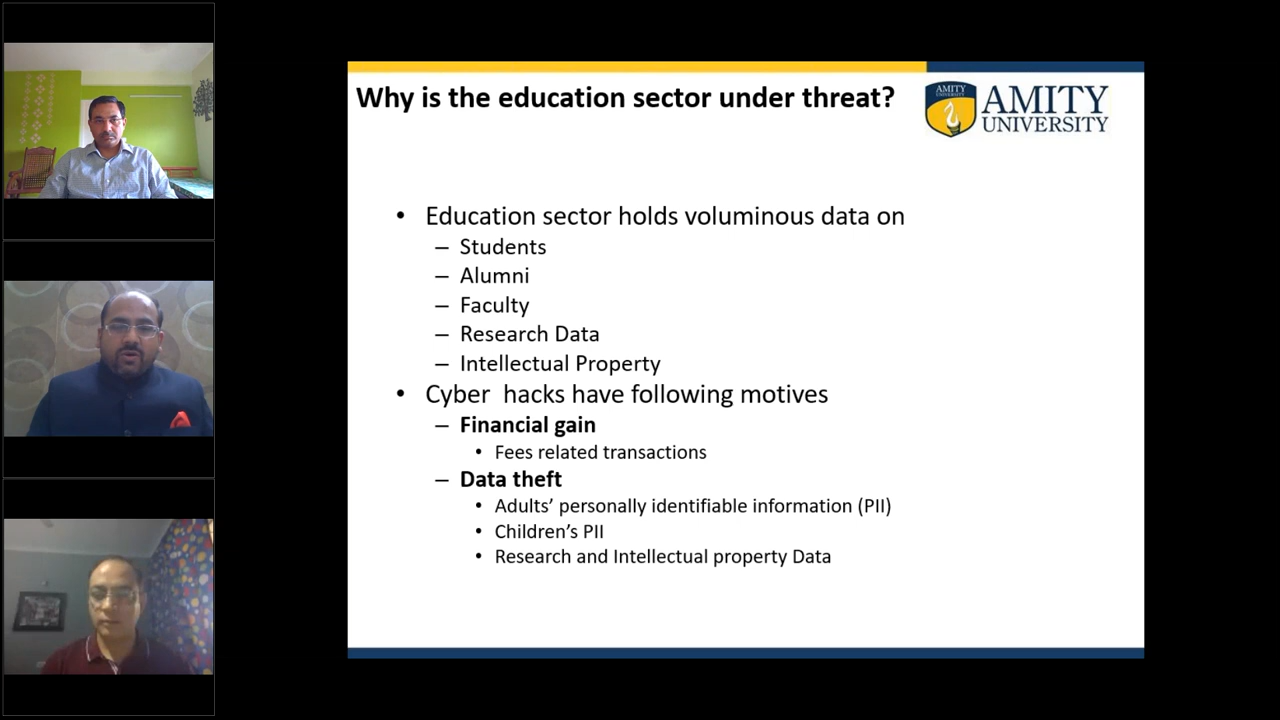 Why is the education sector under threat?
AMITY
UNIVERSITY
AMITY
UNIVERSITY
• Education sector holds voluminous data on
– Students
– Alumni
– Faculty
– Research Data
– Intellectual Property
• Cyber hacks have following motives
– Financial gain
• Fees related transactions
– Data theft
• Adults’ personally identifiable information (PII)
• Children’s PII
• Research and Intellectual property Data